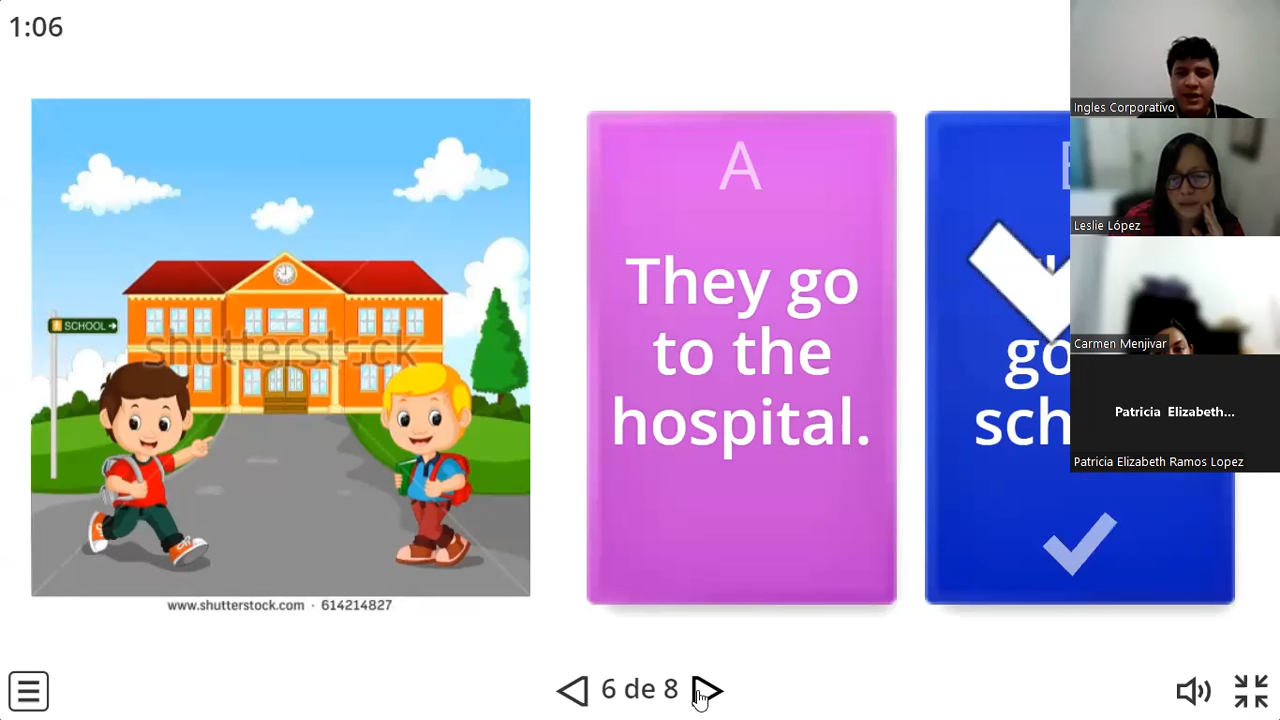 1:06
SCHOOL
shutterstock
www.shutterstock.com · 614214827
A
They go
to the
hospital.
go
sch
6 de 8
Ingles Corporativo
Leslie López
Carmen Menjivar
Patricia Elizabeth...
Patricia Elizabeth Ramos Lopez